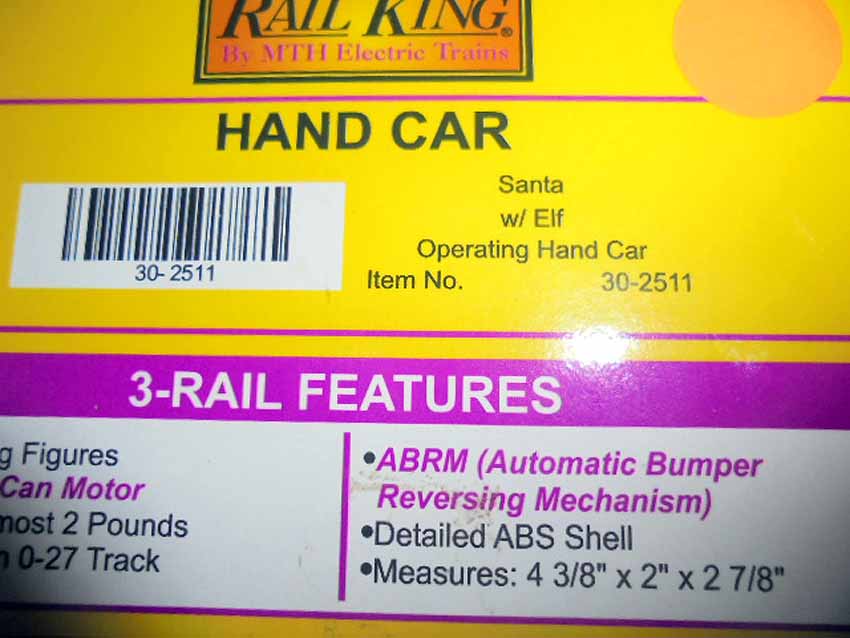 RAIL KING®
By MTH Electric Trains
HAND CAR
30-2511
Santa
w/ Elf
Operating Hand Car
Item No. 30-2511
3-RAIL FEATURES
g Figures
Can Motor
most 2 Pounds
n 0-27 Track
•ABRM (Automatic Bumper
Reversing Mechanism)
•Detailed ABS Shell
•Measures: 4 3/8" x 2" x 2 7/8"